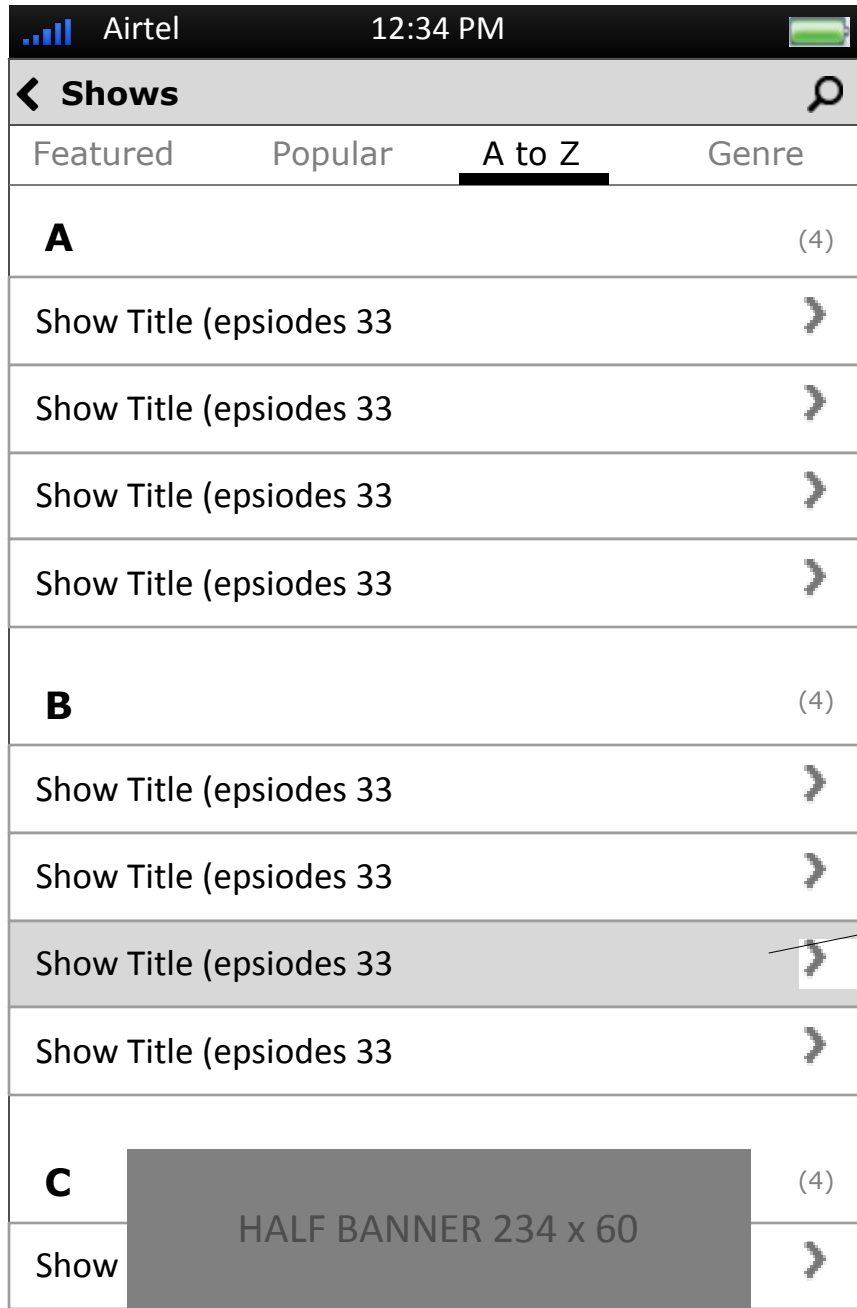 Airtel 12:34 PM
Shows
Featured Popular A to Z Genre
A (4)
Show Title (epsiodes 33
Show Title (epsiodes 33
Show Title (epsiodes 33
Show Title (epsiodes 33
B (4)
Show Title (epsiodes 33
Show Title (epsiodes 33
Show Title (epsiodes 33
Show Title (epsiodes 33
C (4)
HALF BANNER 234 x 60
Show